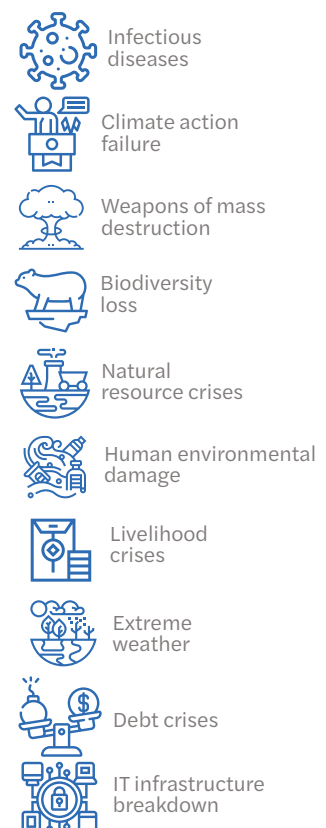 Infectious
diseases
Climate action
failure
Weapons of mass
destruction
Biodiversity
loss
Natural
resource crises
Human environmental
damage
Livelihood
crises
Extreme
weather
$
Debt crises
IT infrastructure
breakdown